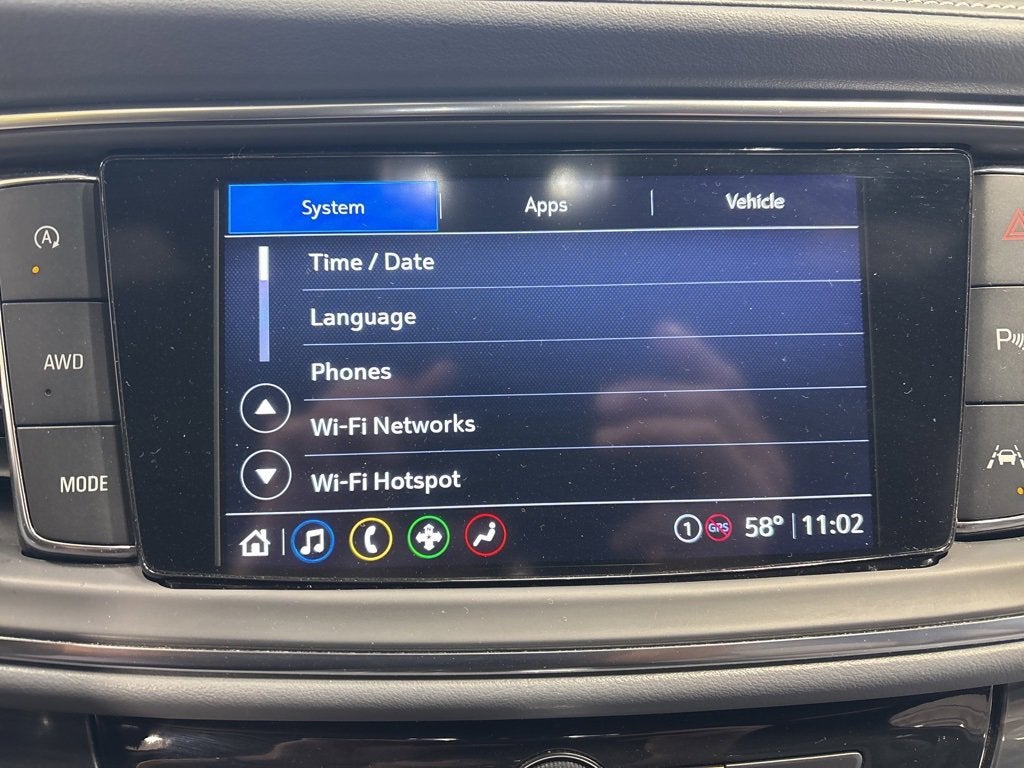 System Apps Vehicle
Time / Date
Language
Phones
Wi-Fi Networks
Wi-Fi Hotspot
1 GPS 58° 11:02
A
AWD
MODE
P